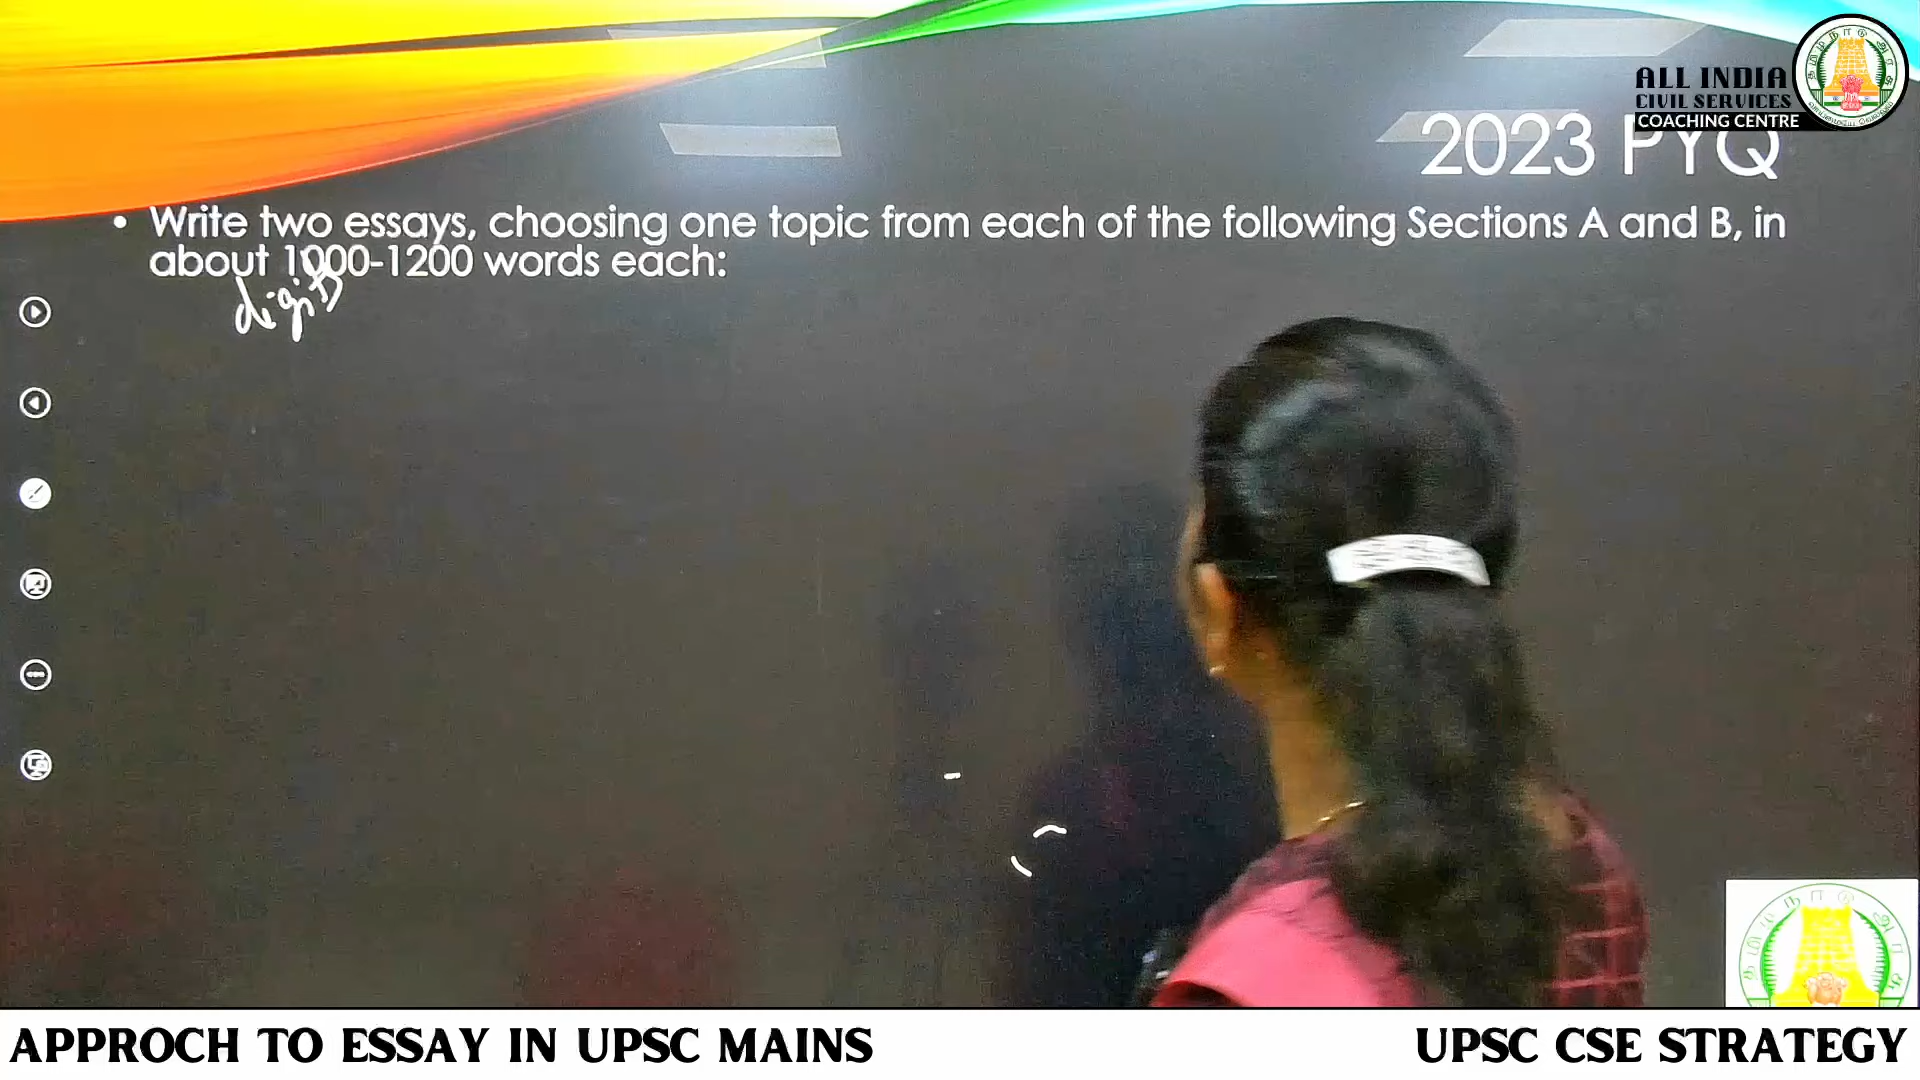 ALL INDIA
CIVIL SERVICES
COACHING CENTRE
2023 PYQ
• Write two essays, choosing one topic from each of the following Sections A and B, in
about 1000-1200 words each:
digits
APPROCH TO ESSAY IN UPSC MAINS
UPSC CSE STRATEGY